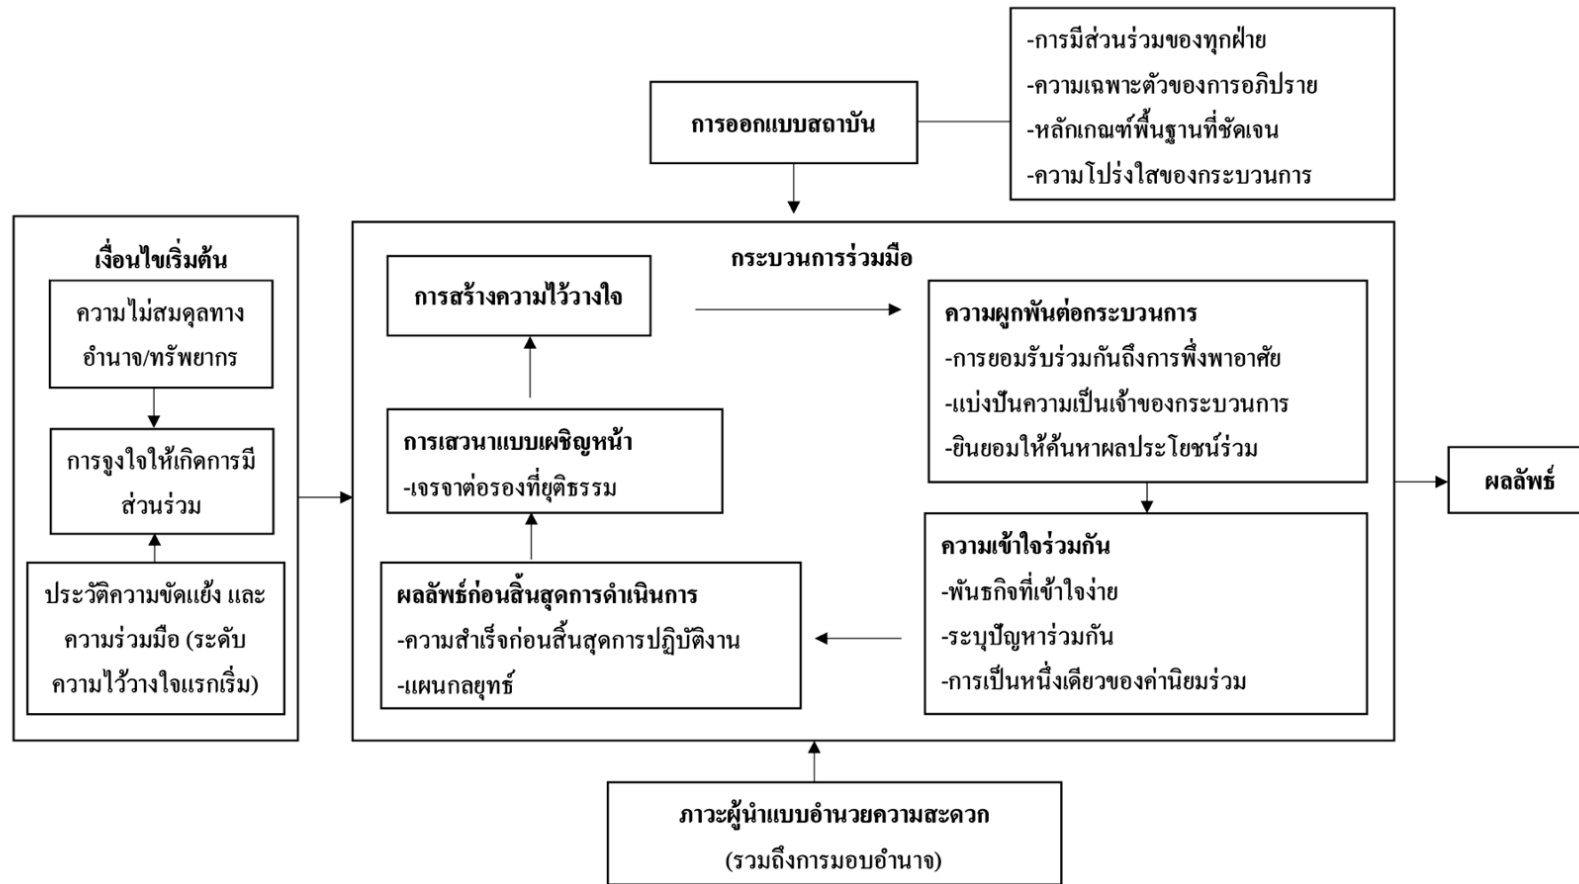 -การมีส่วนร่วมของทุกฝ่าย
-ความเฉพาะตัวของการอภิปราย
-หลักเกณฑ์พื้นฐานที่ชัดเจน
-ความโปร่งใสของกระบวนการ
การออกแบบสถาบัน
เงื่อนไขเริ่มต้น
ความไม่สมดุลทาง
อำนาจ/ทรัพยากร
การจูงใจให้เกิดการมี
ส่วนร่วม
ประวัติความขัดแย้ง และ
ความร่วมมือ (ระดับ
ความไว้วางใจแรกเริ่ม)
กระบวนการร่วมมือ
การสร้างความไว้วางใจ
ความผูกพันต่อกระบวนการ
-การยอมรับร่วมกันถึงการพึ่งพาอาศัย
-แบ่งปันความเป็นเจ้าของกระบวนการ
-ยินยอมให้ค้นหาผลประโยชน์ร่วม
การเสวนาแบบเผชิญหน้า
-เจรจาต่อรองที่ยุติธรรม
ความเข้าใจร่วมกัน
-พันธกิจที่เข้าใจง่าย
-ระบุปัญหาร่วมกัน
-การเป็นหนึ่งเดียวของค่านิยมร่วม
ผลลัพธ์ก่อนสิ้นสุดการดำเนินการ
-ความสำเร็จก่อนสิ้นสุดการปฏิบัติงาน
-แผนกลยุทธ์
ผลลัพธ์
ภาวะผู้นำแบบอำนวยความสะดวก
(รวมถึงการมอบอำนาจ)